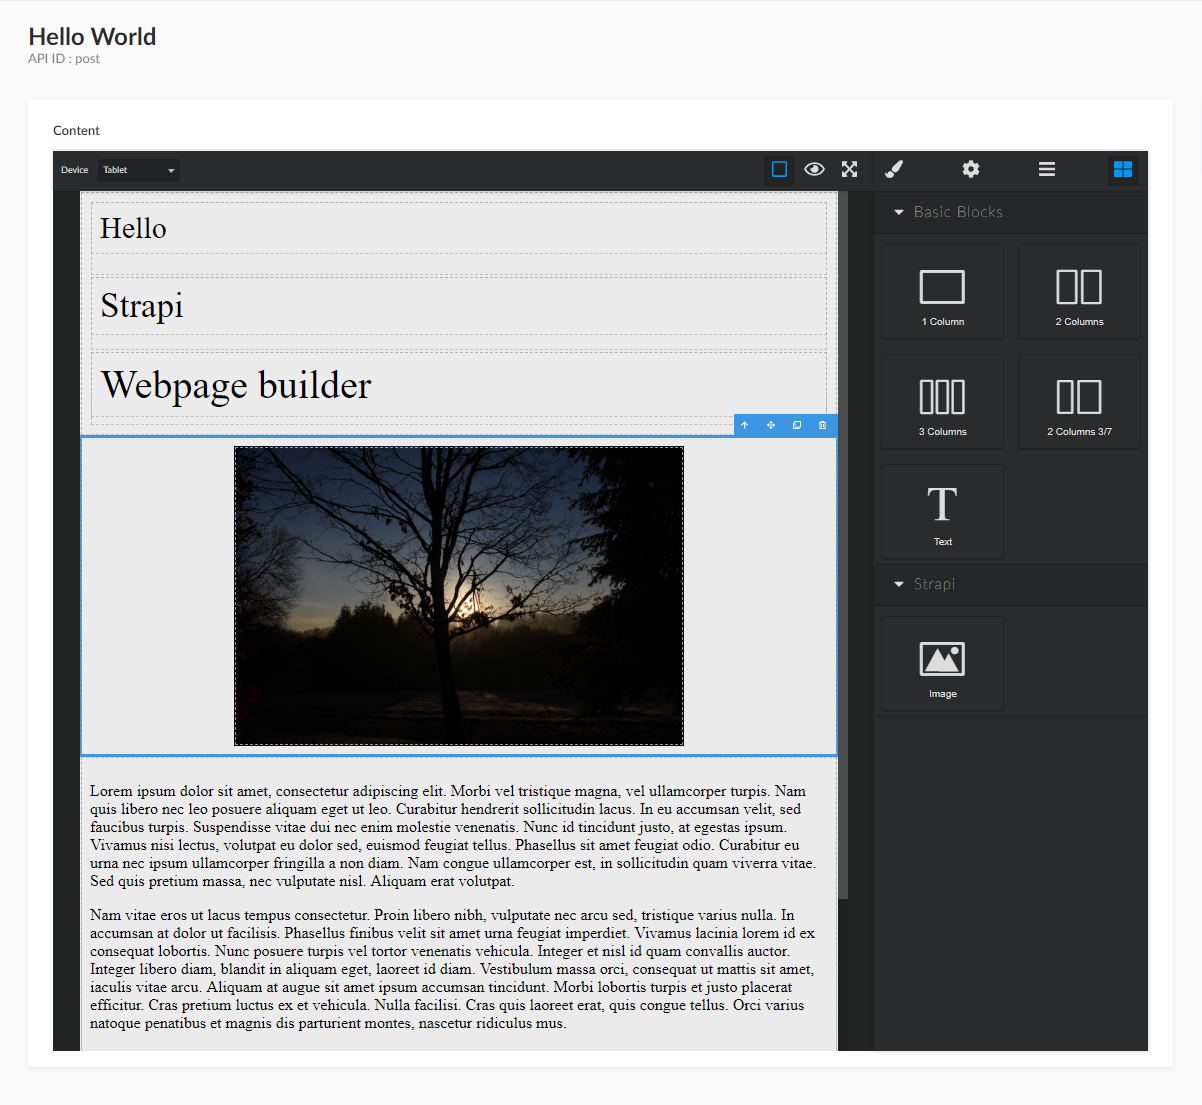 Hello World
API ID : post
Content
Device Tablet
Hello
Strapi
Webpage builder
Lorem ipsum dolor sit amet, consectetur adipiscing elit. Morbi vel tristique magna, vel ullamcorper turpis. Nam
quis libero nec leo posuere aliquam eget ut leo. Curabitur hendrerit sollicitudin lacus. In eu accumsan velit, sed
faucibus turpis. Suspendisse vitae dui nec enim molestie venenatis. Nunc id tincidunt justo, at egestas ipsum.
Vivamus nisi lectus, volutpat eu dolor sed, euismod feugiat tellus. Phasellus sit amet feugiat odio. Curabitur eu
urna nec ipsum ullamcorper fringilla a non diam. Nam congue ullamcorper est, in sollicitudin quam viverra vitae.
Sed quis pretium massa, nec vulputate nisl. Aliquam erat volutpat.
Nam vitae eros ut lacus tempus consectetur. Proin libero nibh, vulputate nec arcu sed, tristique varius nulla. In
accumsan at dolor ut facilisis. Phasellus finibus velit sit amet urna feugiat imperdiet. Vivamus lacinia lorem id ex
consequat lobortis. Nunc posuere turpis vel tortor venenatis vehicula. Integer et nisl id quam convallis auctor.
Integer libero diam, blandit in aliquam eget, laoreet id diam. Vestibulum massa orci, consequat ut mattis sit amet,
iaculis vitae arcu. Aliquam at augue sit amet ipsum accumsan tincidunt. Morbi lobortis turpis et justo placerat
efficitur. Cras pretium luctus ex et vehicula. Nulla facilisi. Cras quis laoreet erat, quis congue tellus. Orci varius
natoque penatibus et magnis dis parturient montes, nascetur ridiculus mus.
Basic Blocks
1 Column
2 Columns
3 Columns
2 Columns 3/7
T
Text
Strapi
Image